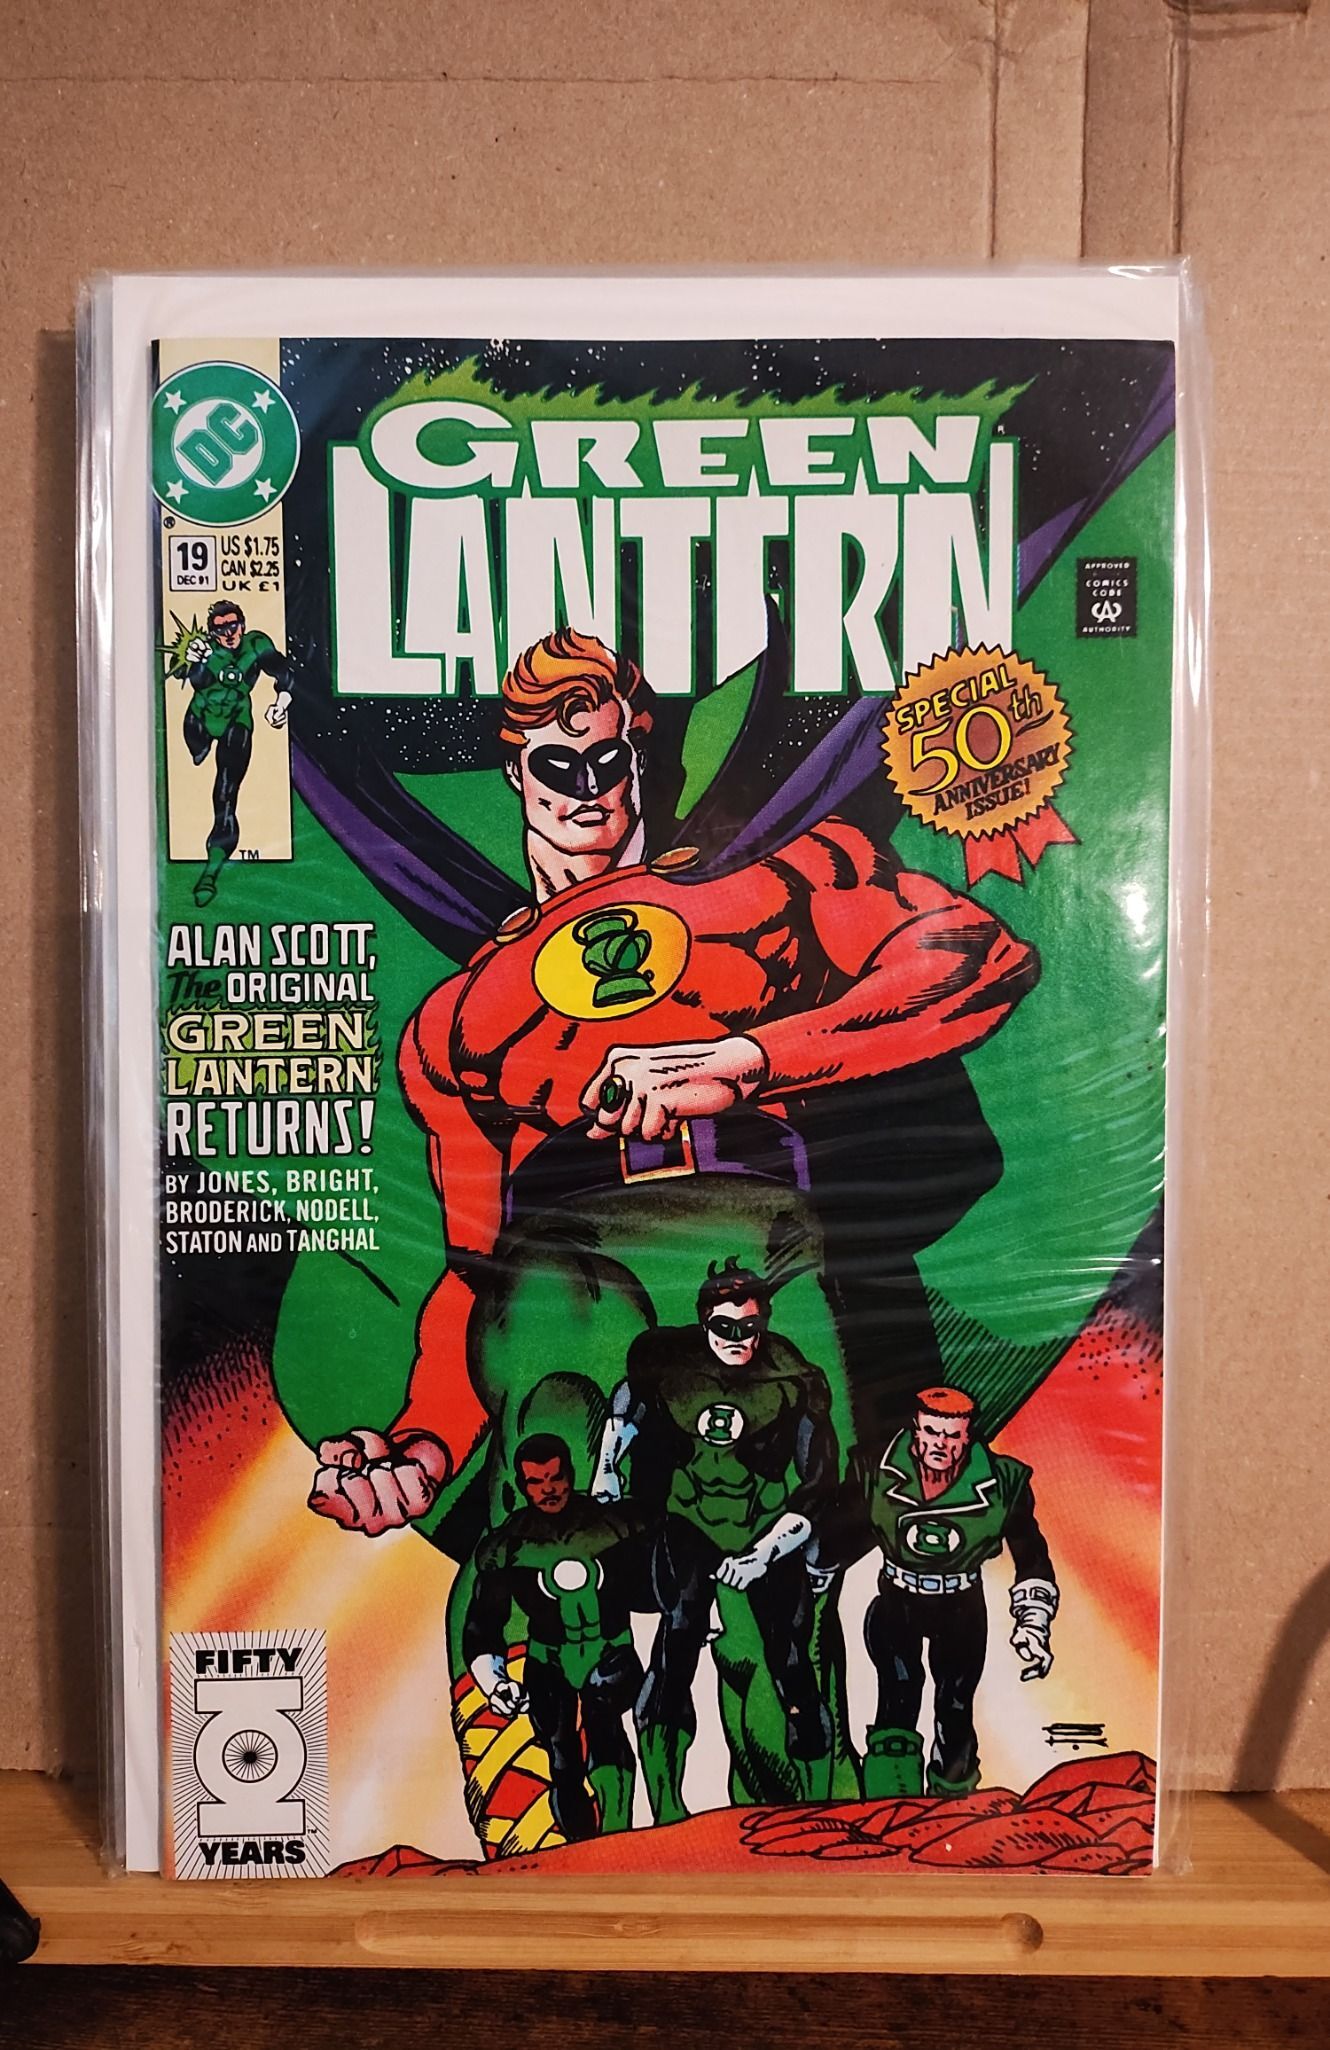 DC
®
GREEN
LANTERN
®
19
DEC 91
US $1.75
CAN $2.25
UK £1
TM
APPROVED
COMICS
CODE
CA
AUTHORITY
SPECIAL
50th
ANNIVERSARY
ISSUE!
ALAN SCOTT,
The ORIGINAL
GREEN
LANTERN
RETURNS!
BY JONES, BRIGHT,
BRODERICK, NODELL,
STATON AND TANGHAL
FIFTY
YEARS
TM